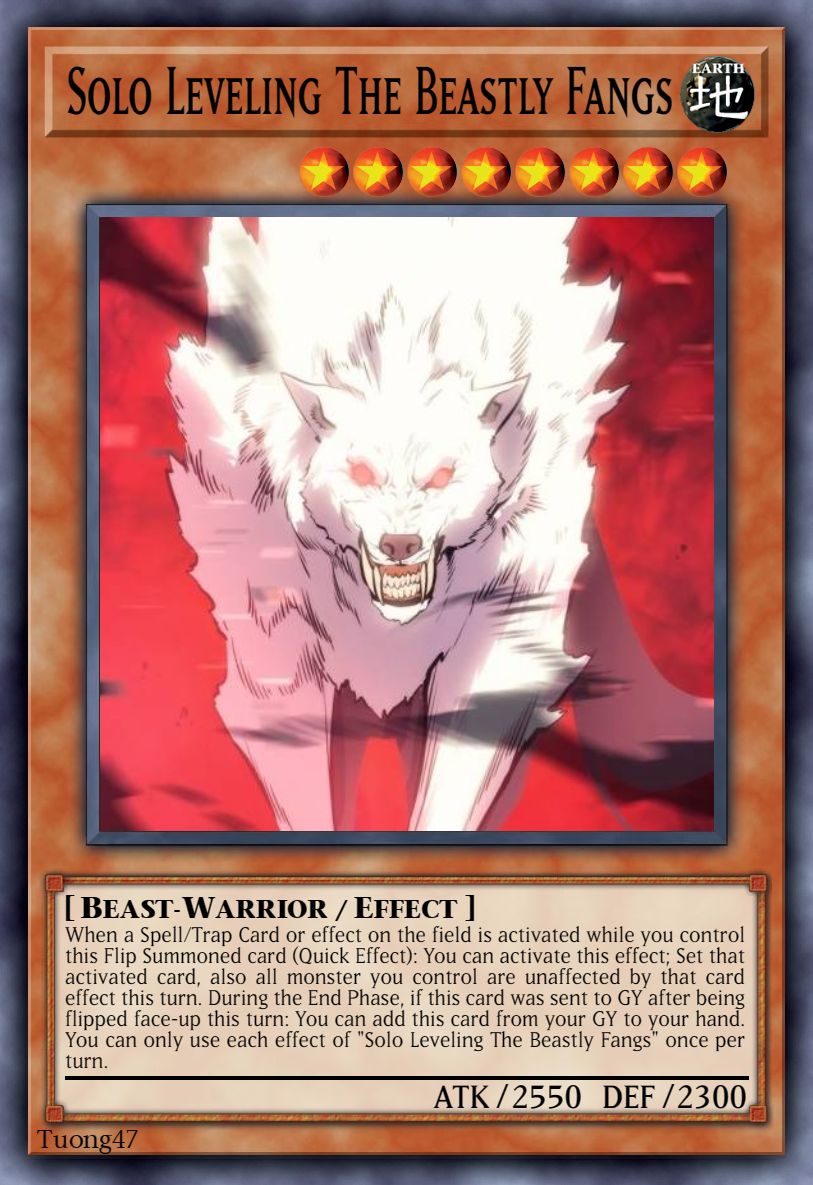 Solo Leveling The Beastly Fangs
EARTH
地
[ Beast-Warrior / Effect ]
When a Spell/Trap Card or effect on the field is activated while you control
this Flip Summoned card (Quick Effect): You can activate this effect; Set that
activated card, also all monster you control are unaffected by that card
effect this turn. During the End Phase, if this card was sent to GY after being
flipped face-up this turn: You can add this card from your GY to your hand.
You can only use each effect of "Solo Leveling The Beastly Fangs" once per
turn.
ATK/2550 DEF/2300
Tuong47